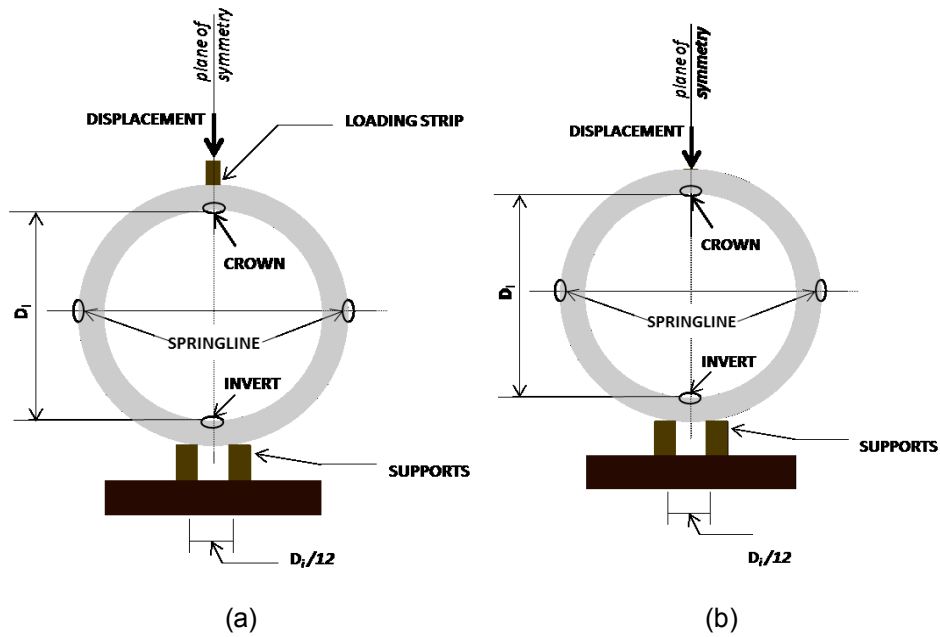 plane of
symmetry
DISPLACEMENT
LOADING STRIP
CROWN
Di
SPRINGLINE
INVERT
SUPPORTS
Di/12
(a)
plane of
symmetry
DISPLACEMENT
CROWN
Di
SPRINGLINE
INVERT
SUPPORTS
Di/12
(b)